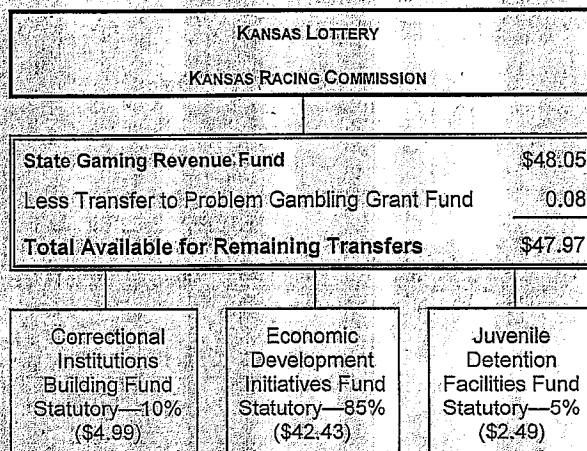 KANSAS LOTTERY
KANSAS RACING COMMISSION
State Gaming Revenue Fund $48.05
Less Transfer to Problem Gambling Grant Fund 0.08
Total Available for Remaining Transfers $47.97
Correctional
Institutions
Building Fund
Statutory—10%
($4.99)
Economic
Development
Initiatives Fund
Statutory—85%
($42.43)
Juvenile
Detention
Facilities Fund
Statutory—5%
($2.49)